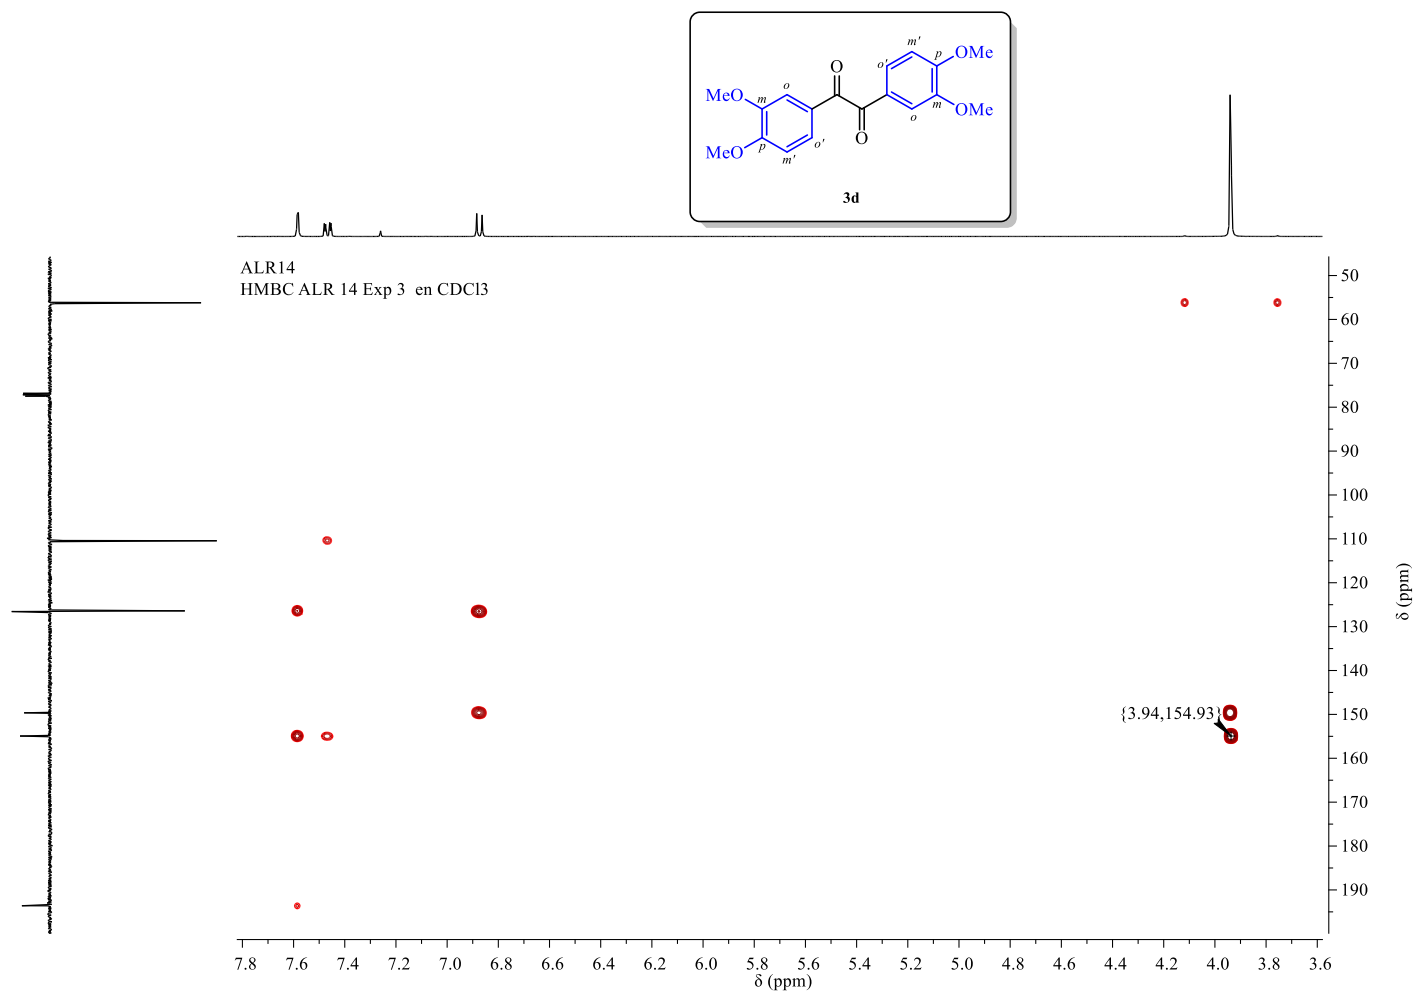 m'
p
OMe
O
o'
MeO
m
o
m
OMe
o
MeO
p
m'
o'
O
3d
ALR14
HMBC ALR 14 Exp 3 en CDCl3
50
60
70
80
90
100
110
120
130
140
150
160
170
180
190
δ (ppm)
{3.94,154.93}
7.8 7.6 7.4 7.2 7.0 6.8 6.6 6.4 6.2 6.0 5.8 5.6 5.4 5.2 5.0 4.8 4.6 4.4 4.2 4.0 3.8 3.6
δ (ppm)